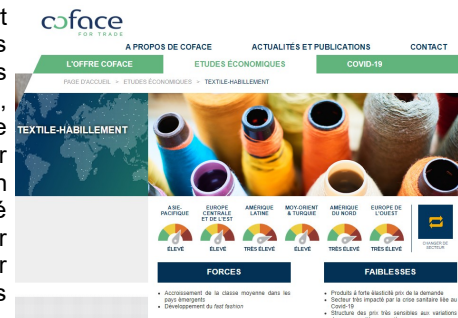 coface
FOR TRADE
A PROPOS DE COFACE ACTUALITÉS ET PUBLICATIONS CONTACT
L'OFFRE COFACE ETUDES ÉCONOMIQUES COVID-19
PAGE D'ACCUEIL > ETUDES ÉCONOMIQUES > TEXTILE-HABILLEMENT
TEXTILE-HABILLEMENT
ASIE-PACIFIQUE
ÉLEVÉ
EUROPE CENTRALE ET DE L'EST
ÉLEVÉ
AMÉRIQUE LATINE
TRÈS ÉLEVÉ
MOY-ORIENT & TURQUIE
ÉLEVÉ
AMÉRIQUE DU NORD
TRÈS ÉLEVÉ
EUROPE DE L'OUEST
TRÈS ÉLEVÉ
CHANGER DE SECTEUR
FORCES
Accroissement de la classe moyenne dans les
pays émergents
Développement du fast fashion
FAIBLESSES
Produits à forte élasticité prix de la demande
Secteur très impacté par la crise sanitaire liée au
Covid-19
Structure des prix très sensibles aux variations